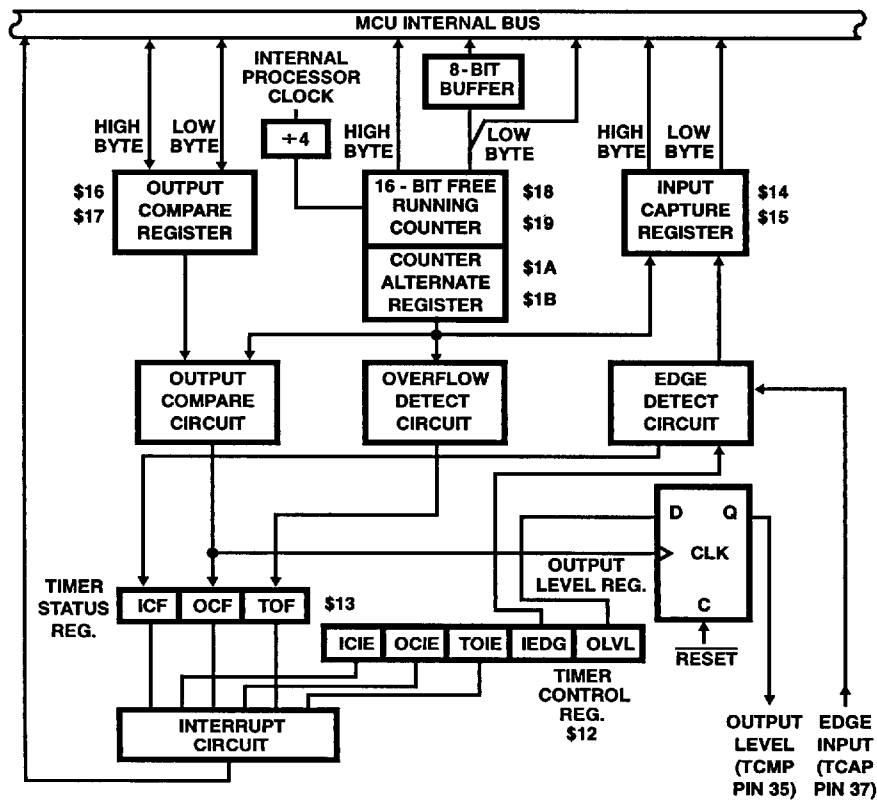 MCU INTERNAL BUS
INTERNAL
PROCESSOR
CLOCK
÷4
8-BIT
BUFFER
HIGH
BYTE
LOW
BYTE
HIGH
BYTE
LOW
BYTE
HIGH
BYTE
LOW
BYTE
$16
$17
OUTPUT
COMPARE
REGISTER
16 - BIT FREE
RUNNING
COUNTER
$18
$19
COUNTER
ALTERNATE
REGISTER
$1A
$1B
INPUT
CAPTURE
REGISTER
$14
$15
OUTPUT
COMPARE
CIRCUIT
OVERFLOW
DETECT
CIRCUIT
EDGE
DETECT
CIRCUIT
D Q
CLK
C
RESET
OUTPUT
LEVEL REG.
TIMER
STATUS
REG.
ICF OCF TOF
$13
ICIE OCIE TOIE IEDG OLVL
TIMER
CONTROL
REG.
$12
INTERRUPT
CIRCUIT
OUTPUT
LEVEL
(TCMP
PIN 35)
EDGE
INPUT
(TCAP
PIN 37)